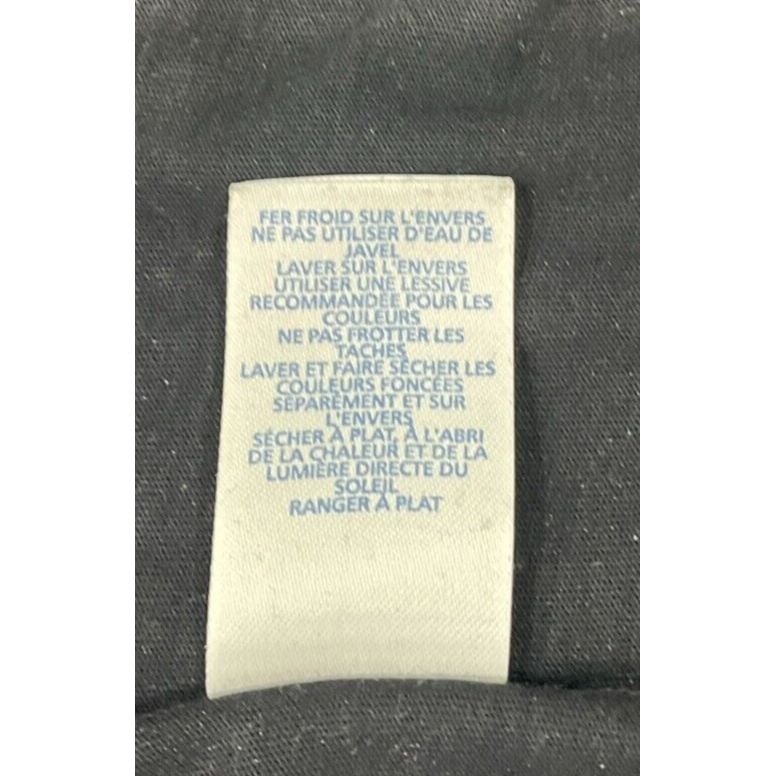 FER FROID SUR L'ENVERS
NE PAS UTILISER D'EAU DE
JAVEL
LAVER SUR L'ENVERS
UTILISER UNE LESSIVE
RECOMMANDÉE POUR LES
COULEURS
NE PAS FROTTER LES
TACHES
LAVER ET FAIRE SÉCHER LES
COULEURS FONCÉES
SÉPARÉMENT ET SUR
L'ENVERS
SÉCHER À PLAT, À L'ABRI
DE LA CHALEUR ET DE LA
LUMIÈRE DIRECTE DU
SOLEIL
RANGER À PLAT